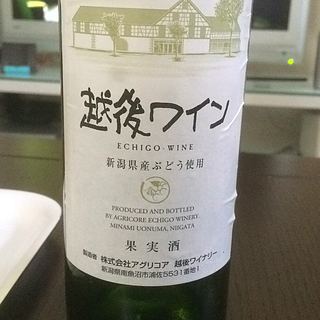 越後ワイン
ECHIGO WINE
新潟県産ぶどう使用
PRODUCED AND BOTTLED
BY AGRICORE ECHIGO WINERY.
MINAMI UONUMA, NIIGATA
果実酒
製造者 株式会社アグリコア 越後ワイナリー
新潟県南魚沼市浦佐5531番地1